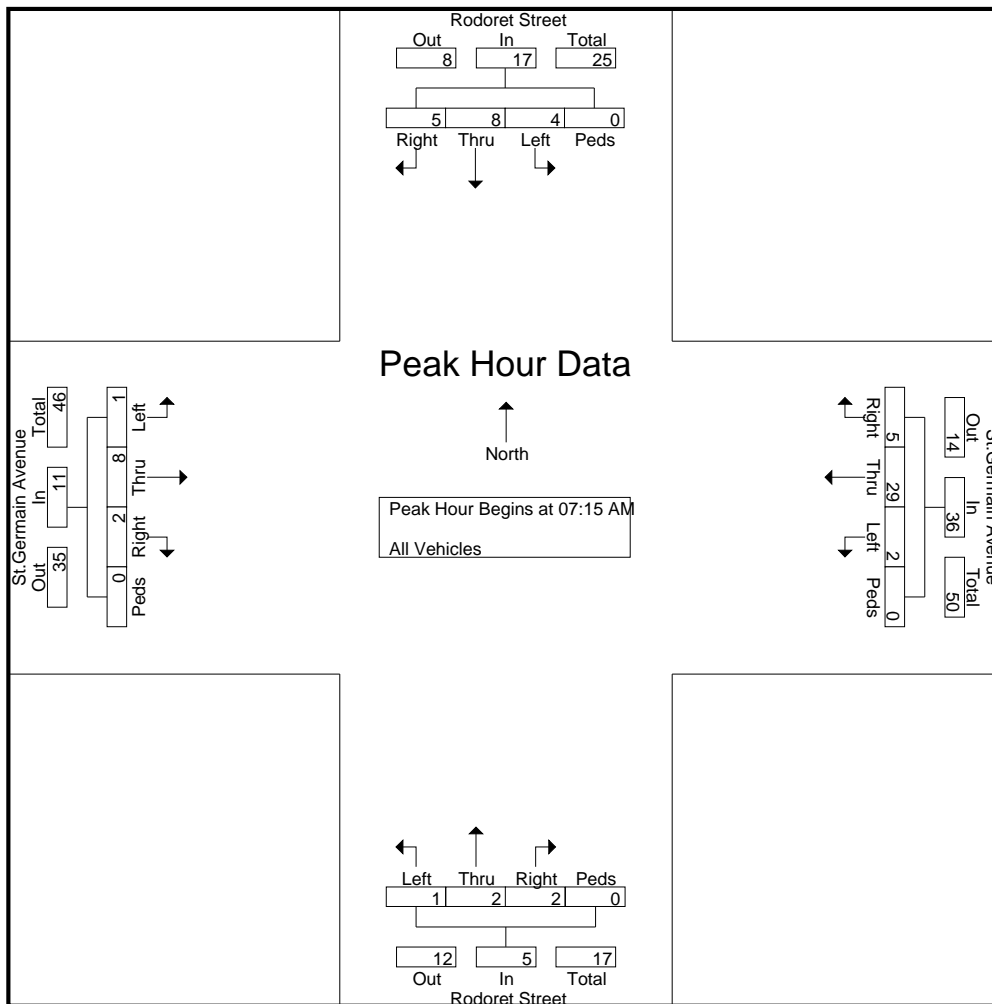 Rodoret Street
Out In Total
8 17 25
5 8 4 0
Right Thru Left Peds
Peak Hour Data
North
Peak Hour Begins at 07:15 AM
All Vehicles
St.Germain Avenue
Out In Total
35 11 46
Left Thru Right Peds
1 8 2 0
St.Germain Avenue
Out In Total
14 36 50
Right Thru Left Peds
5 29 2 0
Left Thru Right Peds
1 2 2 0
12 5 17
Out In Total
Rodoret Street